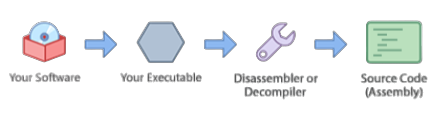 Your Software
Your Executable
Disassembler or
Decompiler
Source Code
(Assembly)